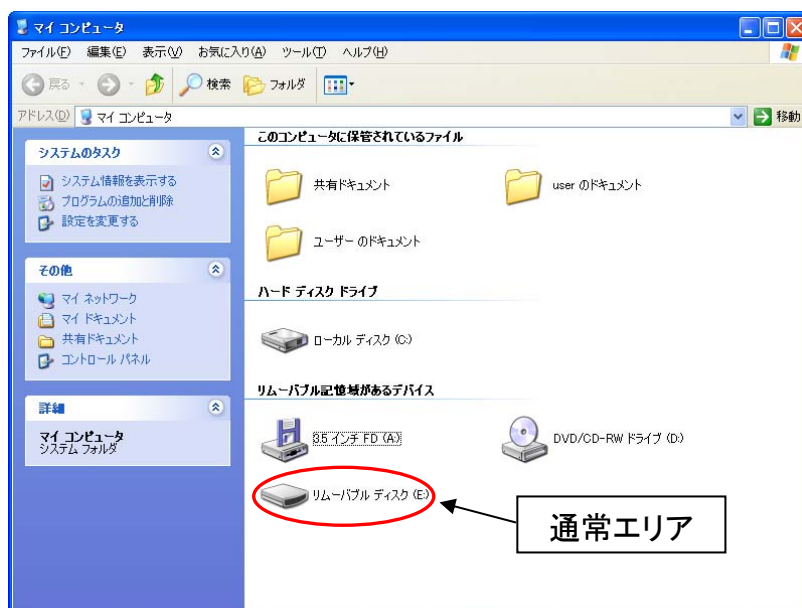 マイ コンピュータ
ファイル(F) 編集(E) 表示(V) お気に入り(A) ツール(T) ヘルプ(H)
戻る 検索 フォルダ
アドレス(D) マイ コンピュータ 移動
システムのタスク
システム情報を表示する
プログラムの追加と削除
設定を変更する
その他
マイ ネットワーク
マイ ドキュメント
共有ドキュメント
コントロール パネル
詳細
マイ コンピュータ
システム フォルダ
このコンピュータに保管されているファイル
共有ドキュメント user のドキュメント
ユーザー のドキュメント
ハード ディスク ドライブ
ローカル ディスク (C:)
リムーバブル記憶域があるデバイス
3.5 インチ FD (A:) DVD/CD-RW ドライブ (D:)
リムーバブル ディスク (E:)
通常エリア